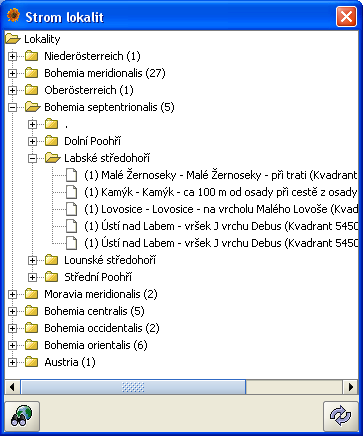 Strom lokalit
Lokality
Niederösterreich (1)
Bohemia meridionalis (27)
Oberösterreich (1)
Bohemia septentrionalis (5)
.
Dolní Poohří
Labské středohoří
(1) Malé Žernoseky - Malé Žernoseky - při trati (Kvadrant
(1) Kamýk - Kamýk - ca 100 m od osady při cestě z osady
(1) Lovosice - Lovosice - na vrcholu Malého Lovoše (Kvadrant
(1) Ústí nad Labem - vršek J vrchu Debus (Kvadrant 5450
(1) Ústí nad Labem - vršek J vrchu Debus (Kvadrant 5450
Lounské středohoří
Střední Poohří
Moravia meridionalis (2)
Bohemia centralis (5)
Bohemia occidentalis (2)
Bohemia orientalis (6)
Austria (1)